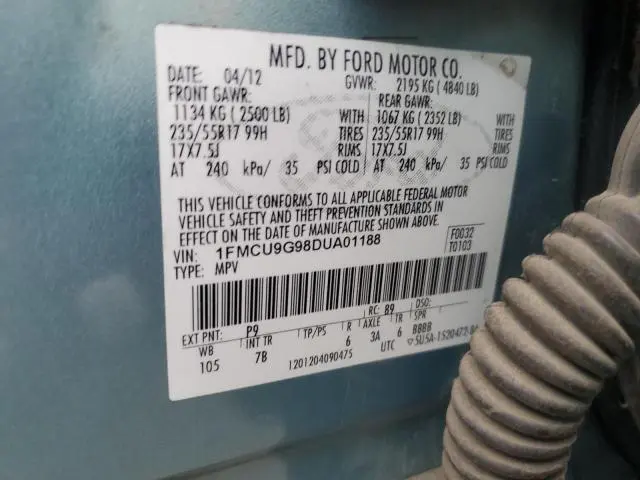 MFD. BY FORD MOTOR CO.
DATE: 04/12 GVWR: 2195 KG ( 4840 LB)
FRONT GAWR: REAR GAWR:
1134 KG ( 2500 LB) WITH 1067 KG ( 2352 LB) WITH
235/55R17 99H TIRES 235/55R17 99H TIRES
17X7.5J RIMS 17X7.5J RIMS
AT 240 kPa/ 35 PSI COLD AT 240 kPa/ 35 PSI COLD
THIS VEHICLE CONFORMS TO ALL APPLICABLE FEDERAL MOTOR
VEHICLE SAFETY AND THEFT PREVENTION STANDARDS IN
EFFECT ON THE DATE OF MANUFACTURE SHOWN ABOVE.
VIN: 1FMCU9G98DUA01188 F0032
TYPE: MPV T0103
EXT PNT: P9 RC: 89 DSO:
WB INT TR TP/PS R AXLE TR SPR
105 7B 6 3A 6 BBBB
1201204090475 UTC 5U5A-1520472-BA